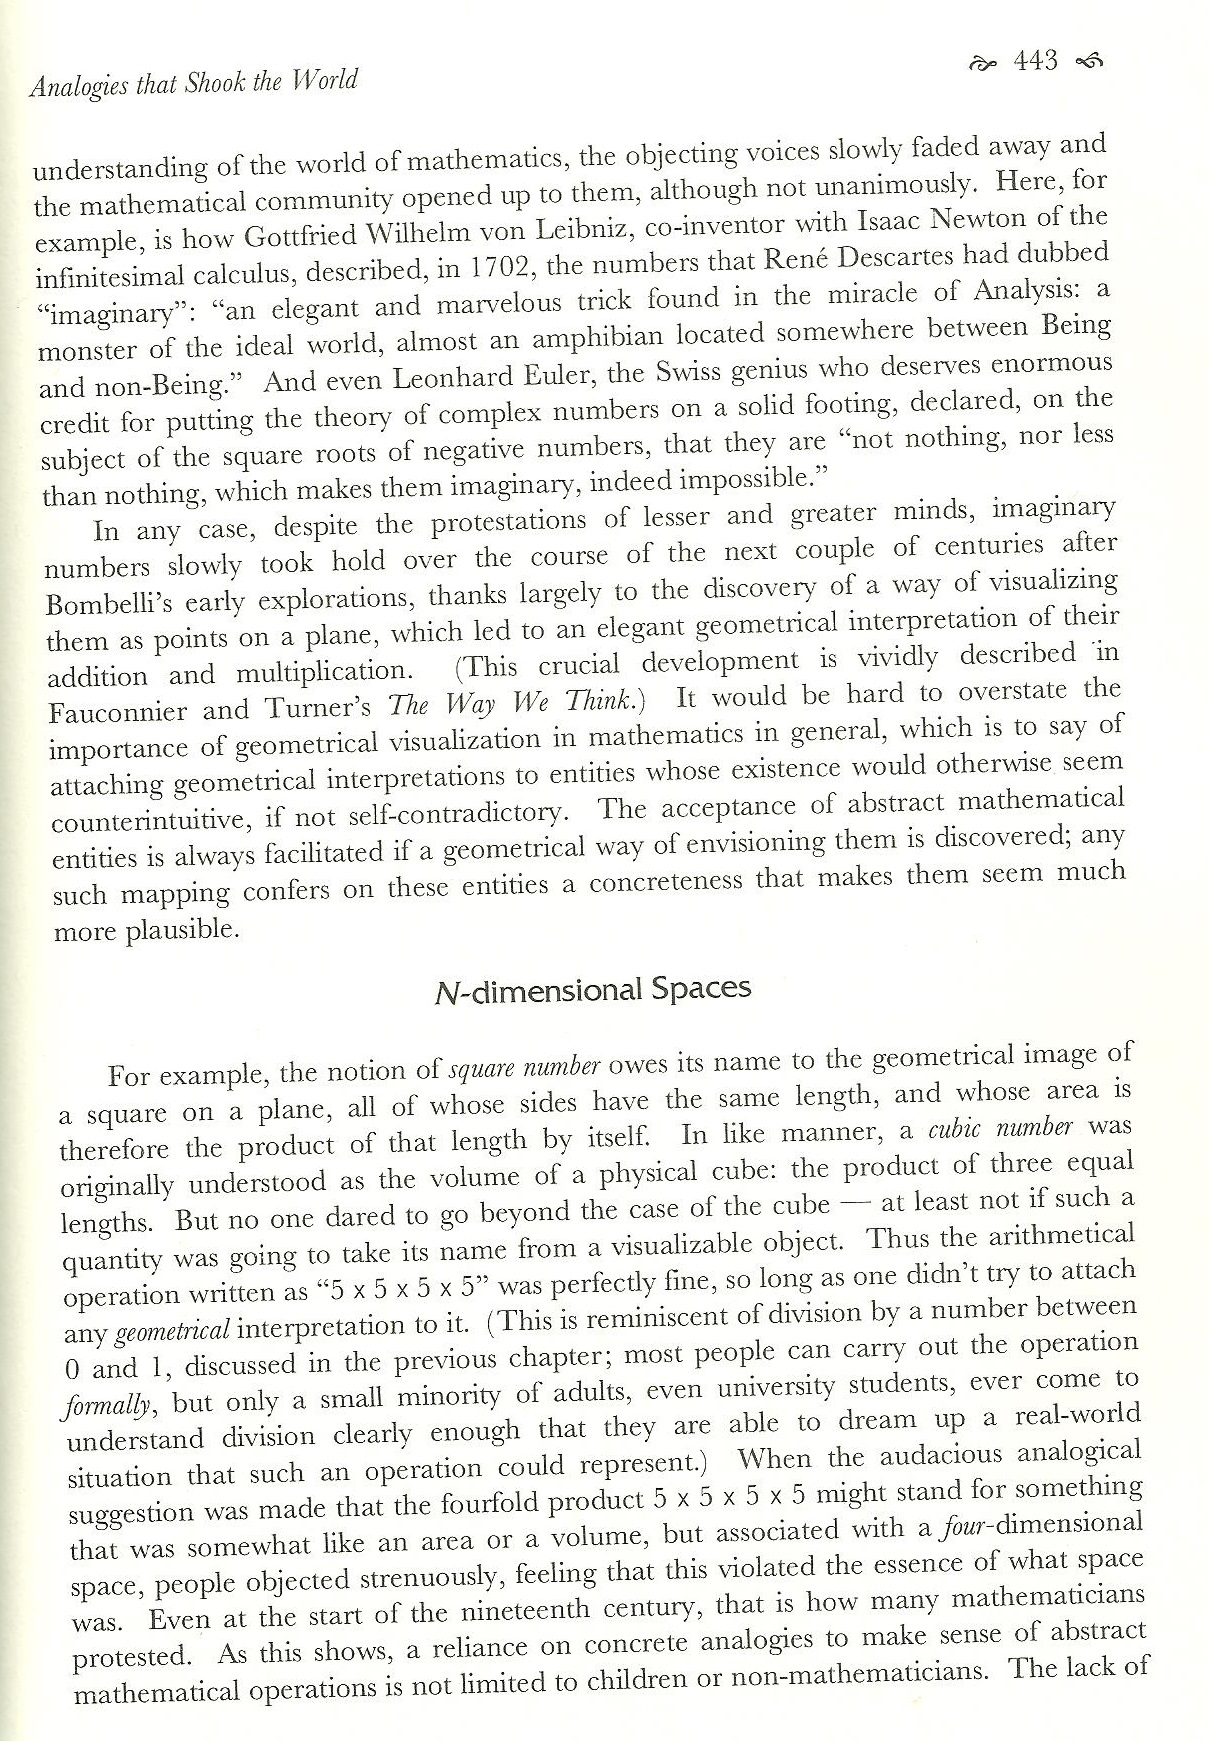 Analogies that Shook the World
443
understanding of the world of mathematics, the objecting voices slowly faded away and
the mathematical community opened up to them, although not unanimously. Here, for
example, is how Gottfried Wilhelm von Leibniz, co-inventor with Isaac Newton of the
infinitesimal calculus, described, in 1702, the numbers that René Descartes had dubbed
“imaginary”: “an elegant and marvelous trick found in the miracle of Analysis: a
monster of the ideal world, almost an amphibian located somewhere between Being
and non-Being.” And even Leonhard Euler, the Swiss genius who deserves enormous
credit for putting the theory of complex numbers on a solid footing, declared, on the
subject of the square roots of negative numbers, that they are “not nothing, nor less
than nothing, which makes them imaginary, indeed impossible.”
In any case, despite the protestations of lesser and greater minds, imaginary
numbers slowly took hold over the course of the next couple of centuries after
Bombelli’s early explorations, thanks largely to the discovery of a way of visualizing
them as points on a plane, which led to an elegant geometrical interpretation of their
addition and multiplication. (This crucial development is vividly described in
Fauconnier and Turner’s The Way We Think.) It would be hard to overstate the
importance of geometrical visualization in mathematics in general, which is to say of
attaching geometrical interpretations to entities whose existence would otherwise seem
counterintuitive, if not self-contradictory. The acceptance of abstract mathematical
entities is always facilitated if a geometrical way of envisioning them is discovered; any
such mapping confers on these entities a concreteness that makes them seem much
more plausible.
N-dimensional Spaces
For example, the notion of square number owes its name to the geometrical image of
a square on a plane, all of whose sides have the same length, and whose area is
therefore the product of that length by itself. In like manner, a cubic number was
originally understood as the volume of a physical cube: the product of three equal
lengths. But no one dared to go beyond the case of the cube — at least not if such a
quantity was going to take its name from a visualizable object. Thus the arithmetical
operation written as “5 x 5 x 5 x 5” was perfectly fine, so long as one didn’t try to attach
any geometrical interpretation to it. (This is reminiscent of division by a number between
0 and 1, discussed in the previous chapter; most people can carry out the operation
formally, but only a small minority of adults, even university students, ever come to
understand division clearly enough that they are able to dream up a real-world
situation that such an operation could represent.) When the audacious analogical
suggestion was made that the fourfold product 5 x 5 x 5 x 5 might stand for something
that was somewhat like an area or a volume, but associated with a four-dimensional
space, people objected strenuously, feeling that this violated the essence of what space
was. Even at the start of the nineteenth century, that is how many mathematicians
protested. As this shows, a reliance on concrete analogies to make sense of abstract
mathematical operations is not limited to children or non-mathematicians. The lack of